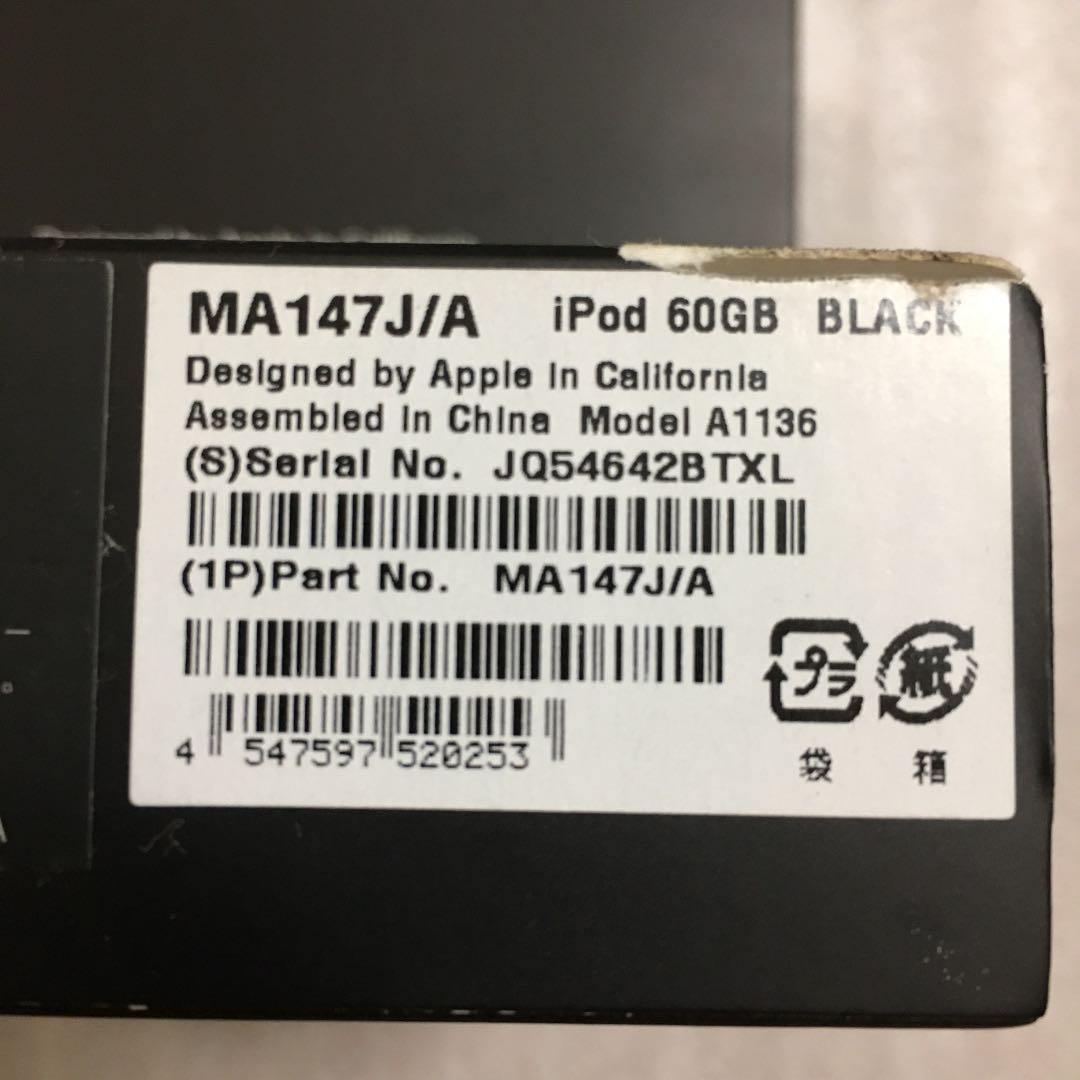 MA147J/A iPod 60GB BLACK
Designed by Apple in California
Assembled in China Model A1136
(S)Serial No. JQ54642BTXL
(1P)Part No. MA147J/A
プラ 紙
袋 箱
4 547597 520253